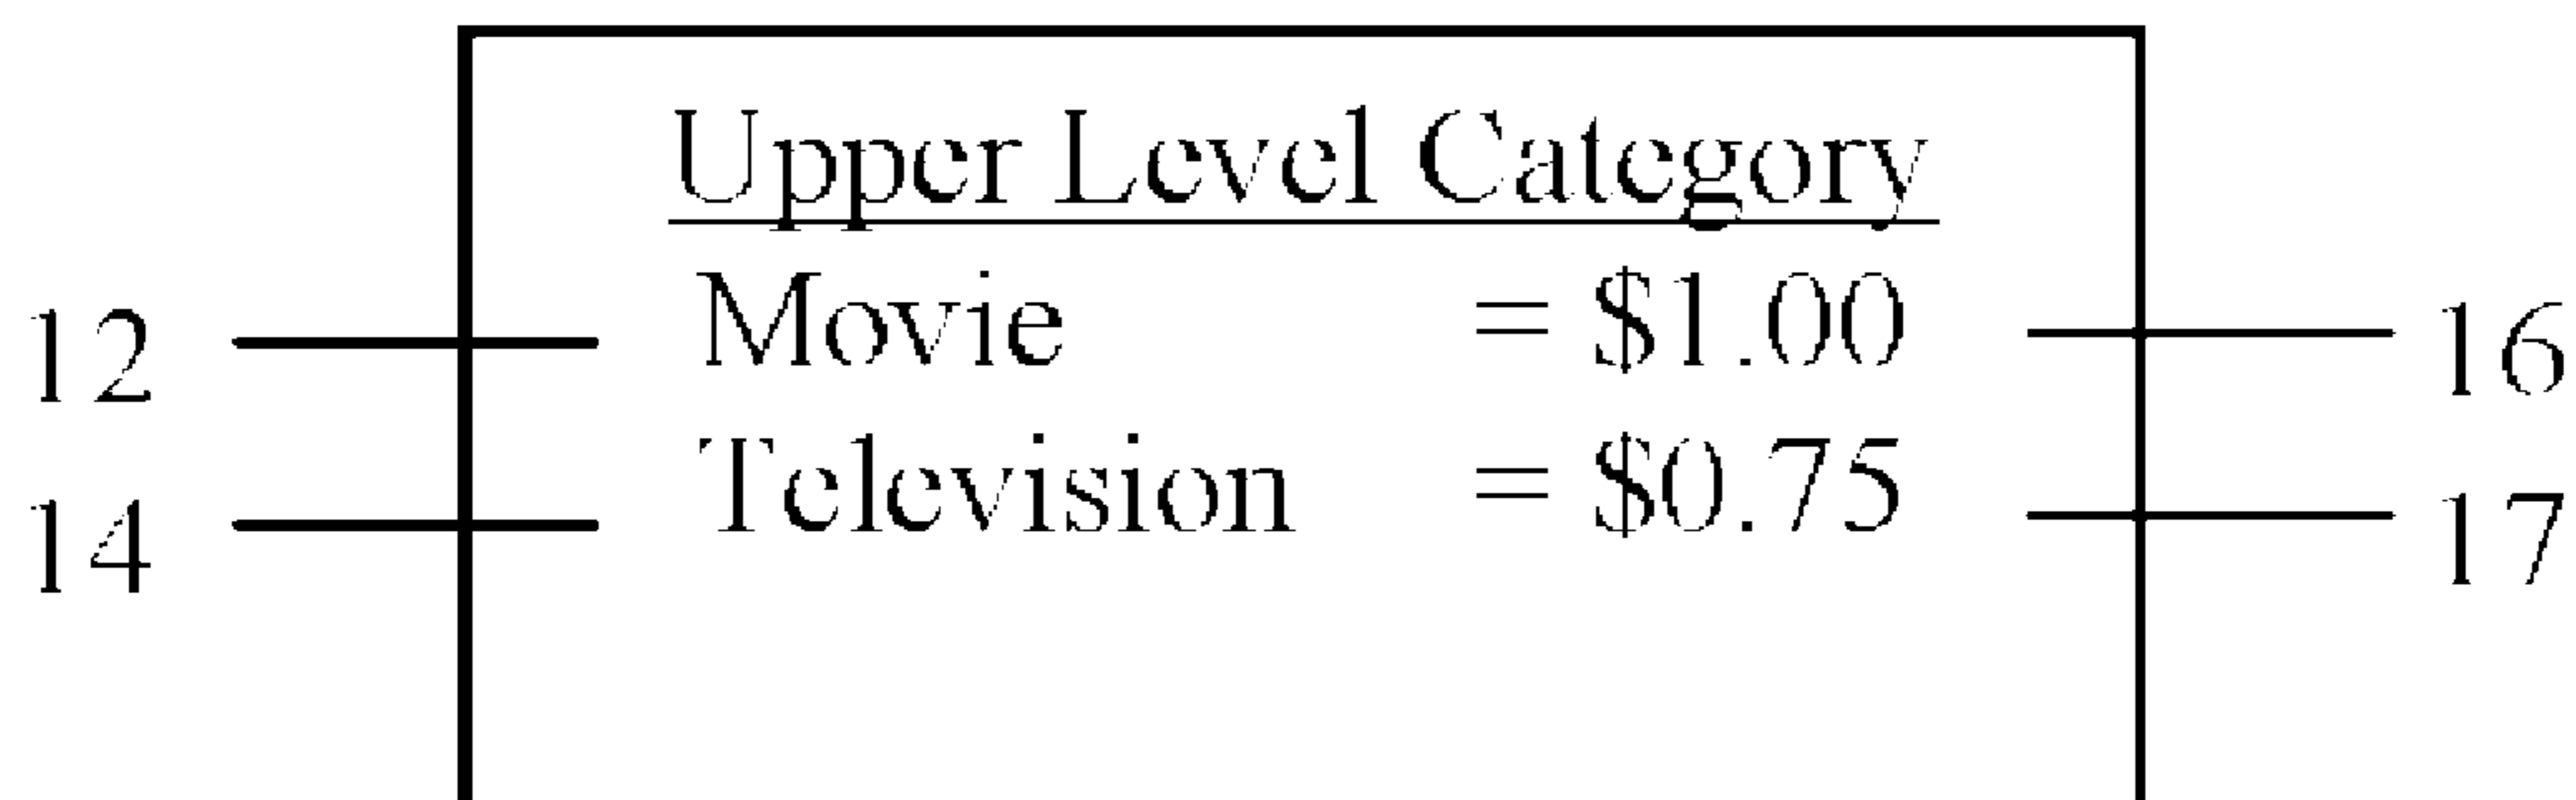 Upper Level Category
12 Movie = $1.00 16
14 Television = $0.75 17